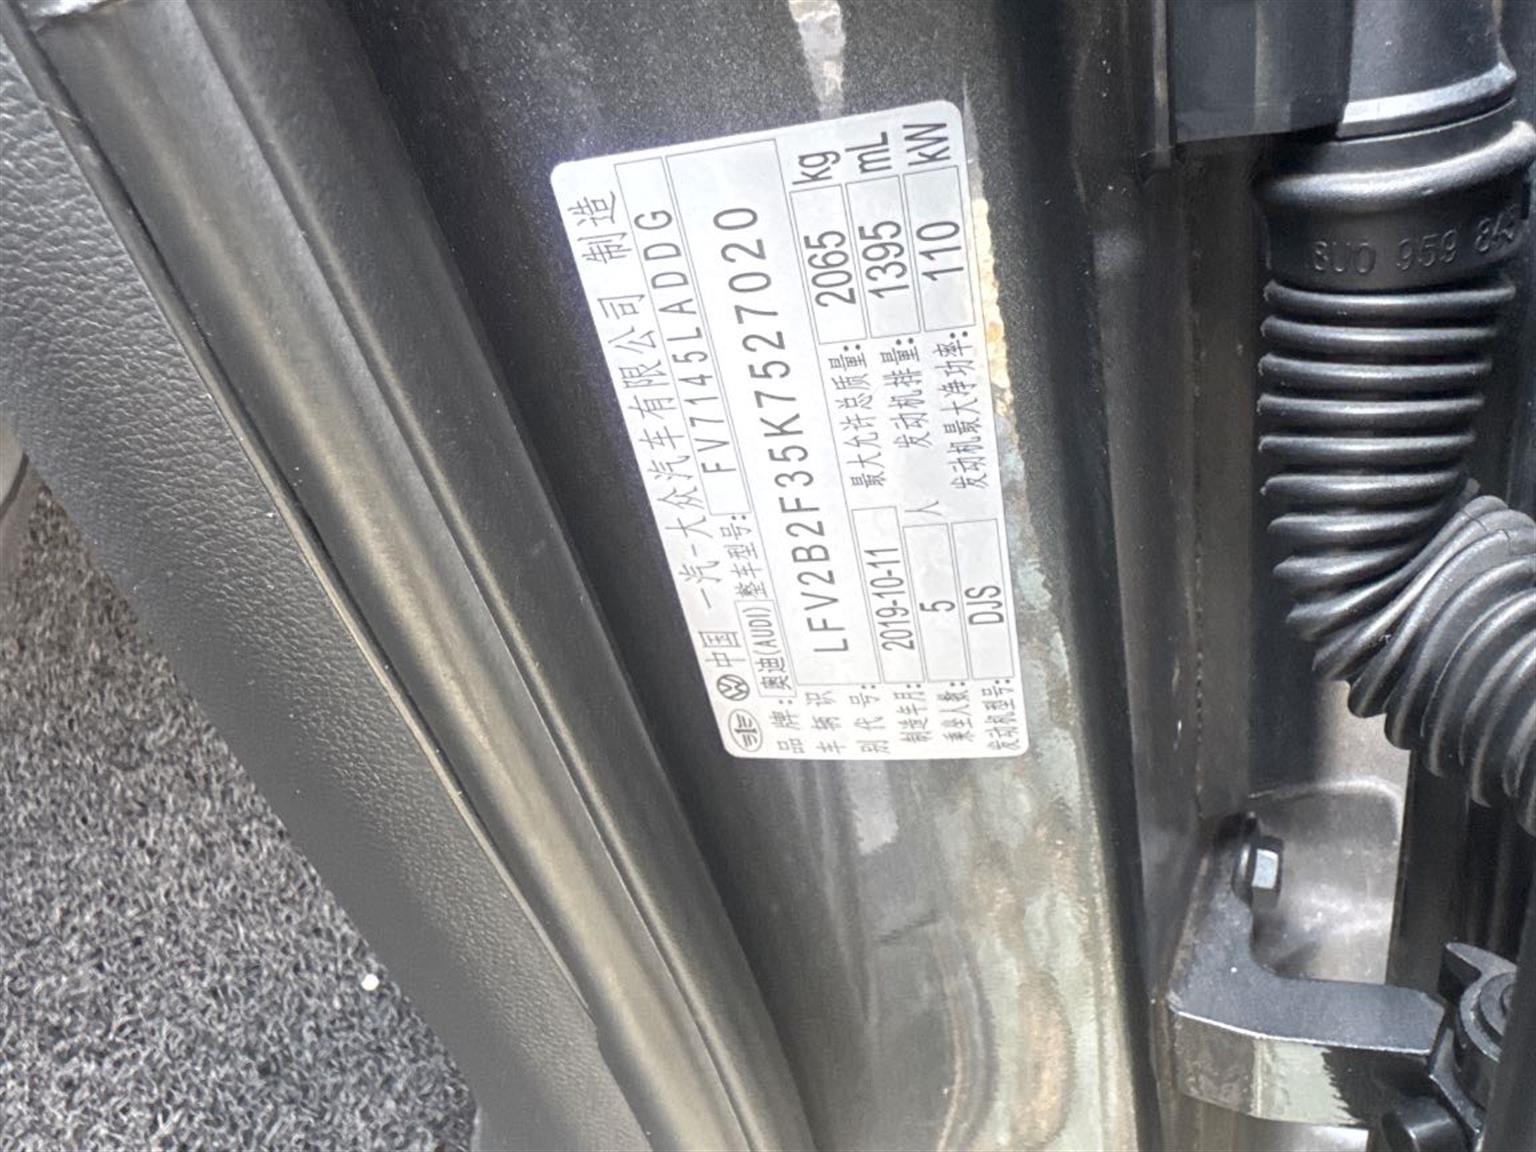 中国 一汽-大众汽车有限公司 制造
品牌: 奥迪(AUDI) 整车型号: FV7145LADDG
车辆识别代号: LFV2B2F35K7527020
制造年月: 2019-10-11 最大允许总质量: 2065 kg
乘坐人数: 5 人 发动机排量: 1395 mL
发动机型号: DJS 发动机最大净功率: 110 kW
8U0 959 843